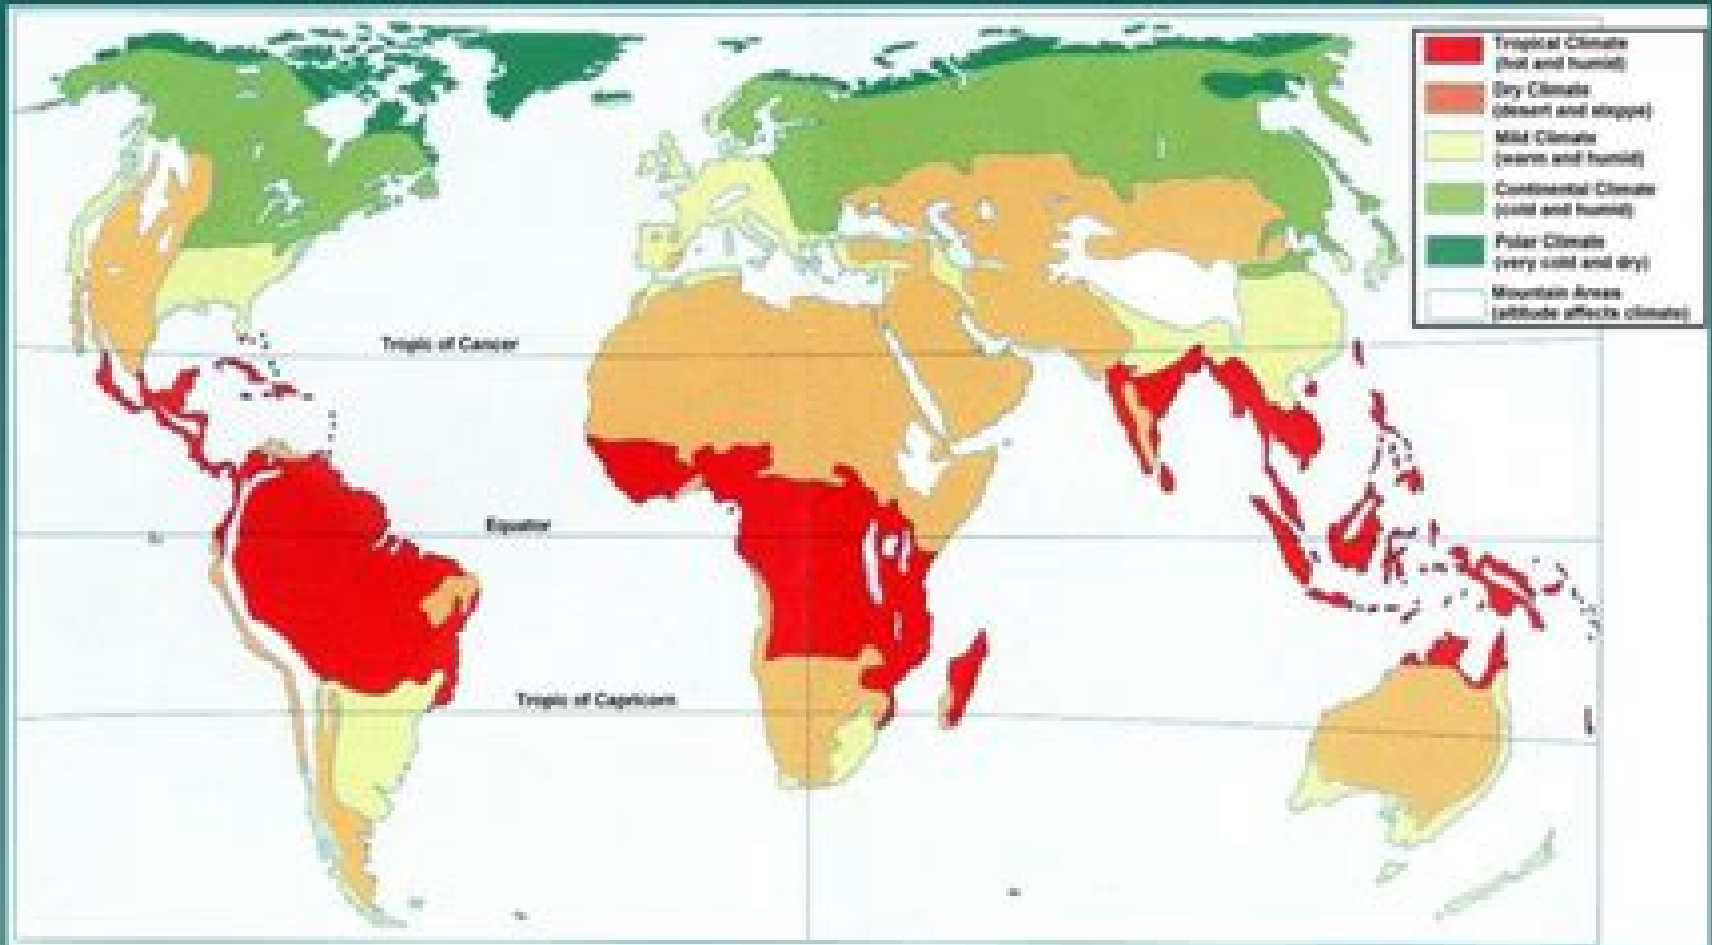 Tropical Climate
(hot and humid)
Dry Climate
(desert and steppe)
Mild Climate
(warm and humid)
Continental Climate
(cold and humid)
Polar Climate
(very cold and dry)
Mountain Areas
(altitude affects climate)
Tropic of Cancer
Equator
Tropic of Capricorn